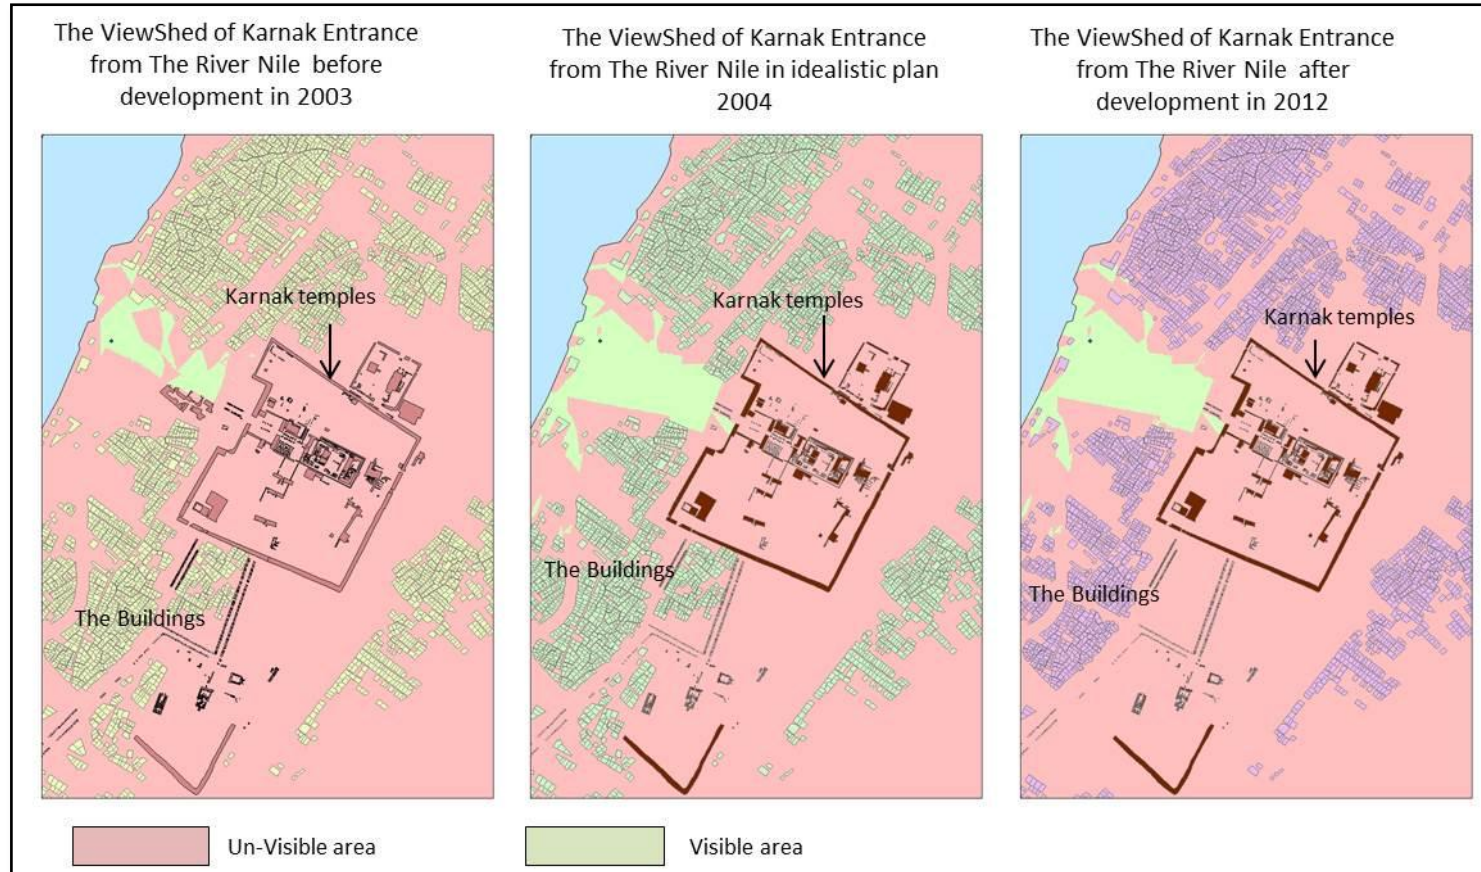 The ViewShed of Karnak Entrance
from The River Nile before
development in 2003
The ViewShed of Karnak Entrance
from The River Nile in idealistic plan
2004
The ViewShed of Karnak Entrance
from The River Nile after
development in 2012
Karnak temples
The Buildings
Karnak temples
The Buildings
Karnak temples
The Buildings
Un-Visible area
Visible area